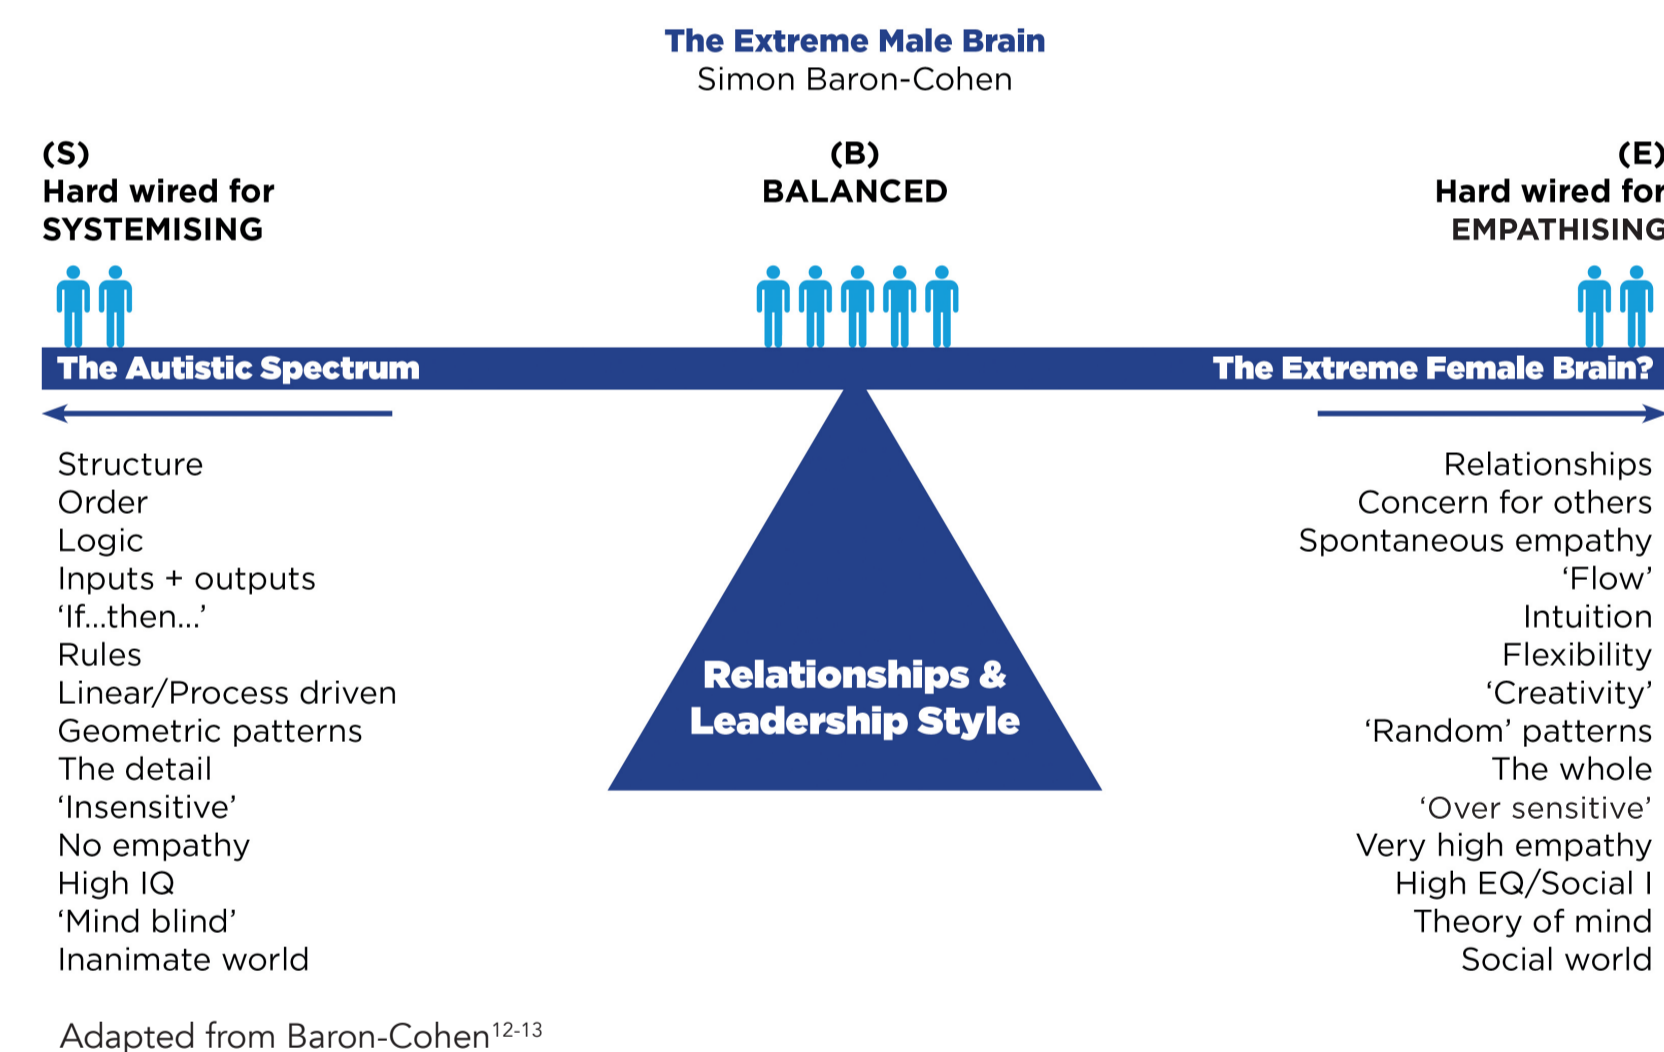 The Extreme Male Brain
Simon Baron-Cohen
(S)
Hard wired for
SYSTEMISING
(B)
BALANCED
(E)
Hard wired for
EMPATHISING
The Autistic Spectrum
The Extreme Female Brain?
Structure
Order
Logic
Inputs + outputs
‘If...then...’
Rules
Linear/Process driven
Geometric patterns
The detail
‘Insensitive’
No empathy
High IQ
‘Mind blind’
Inanimate world
Relationships &
Leadership Style
Relationships
Concern for others
Spontaneous empathy
‘Flow’
Intuition
Flexibility
‘Creativity’
‘Random’ patterns
The whole
‘Over sensitive’
Very high empathy
High EQ/Social I
Theory of mind
Social world
Adapted from Baron-Cohen¹²⁻¹³